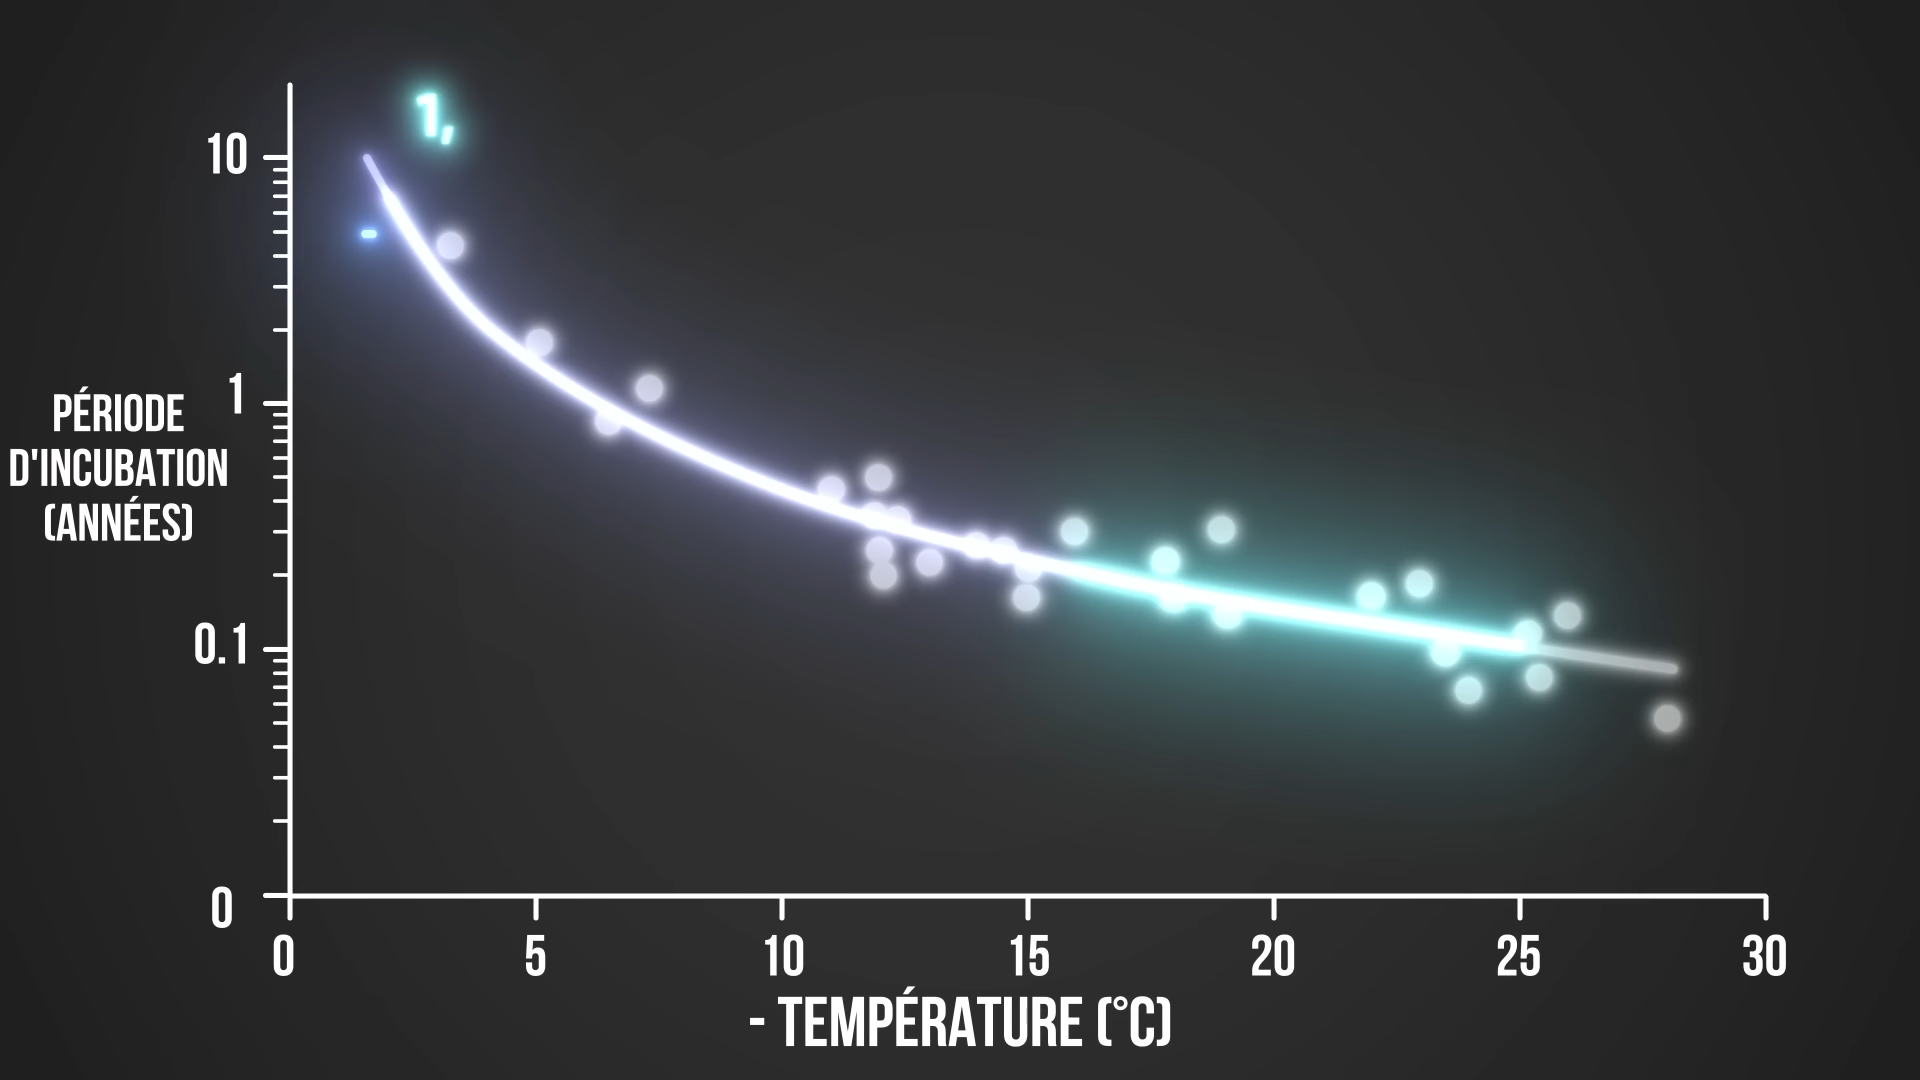 1,
10
-
1
PÉRIODE
D'INCUBATION
(ANNÉES)
0.1
0
0 5 10 15 20 25 30
- TEMPÉRATURE (°C)